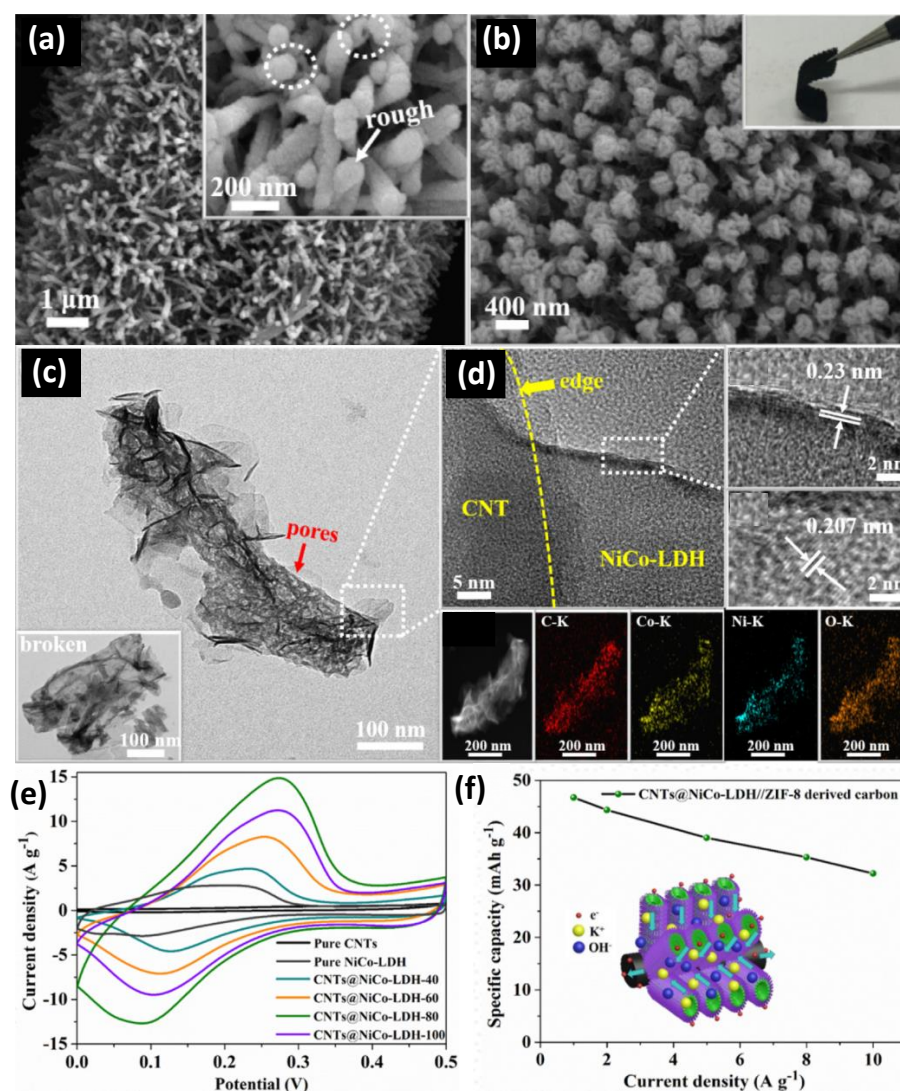 (a)
rough
200 nm
1 µm
(b)
400 nm
(c)
pores
broken
100 nm
100 nm
(d)
edge
CNT
NiCo-LDH
5 nm
0.23 nm
2 nm
0.207 nm
2 nm
C-K
Co-K
Ni-K
O-K
200 nm
200 nm
200 nm
200 nm
200 nm
(e)
15
10
5
0
-5
-10
-15
Current density (A g⁻¹)
Pure CNTs
Pure NiCo-LDH
CNTs@NiCo-LDH-40
CNTs@NiCo-LDH-60
CNTs@NiCo-LDH-80
CNTs@NiCo-LDH-100
0.0 0.1 0.2 0.3 0.4 0.5
Potential (V)
(f)
50
40
30
20
10
0
Specific capacity (mAh g⁻¹)
CNTs@NiCo-LDH//ZIF-8 derived carbon
e⁻
K⁺
OH⁻
0 2 4 6 8 10
Current density (A g⁻¹)